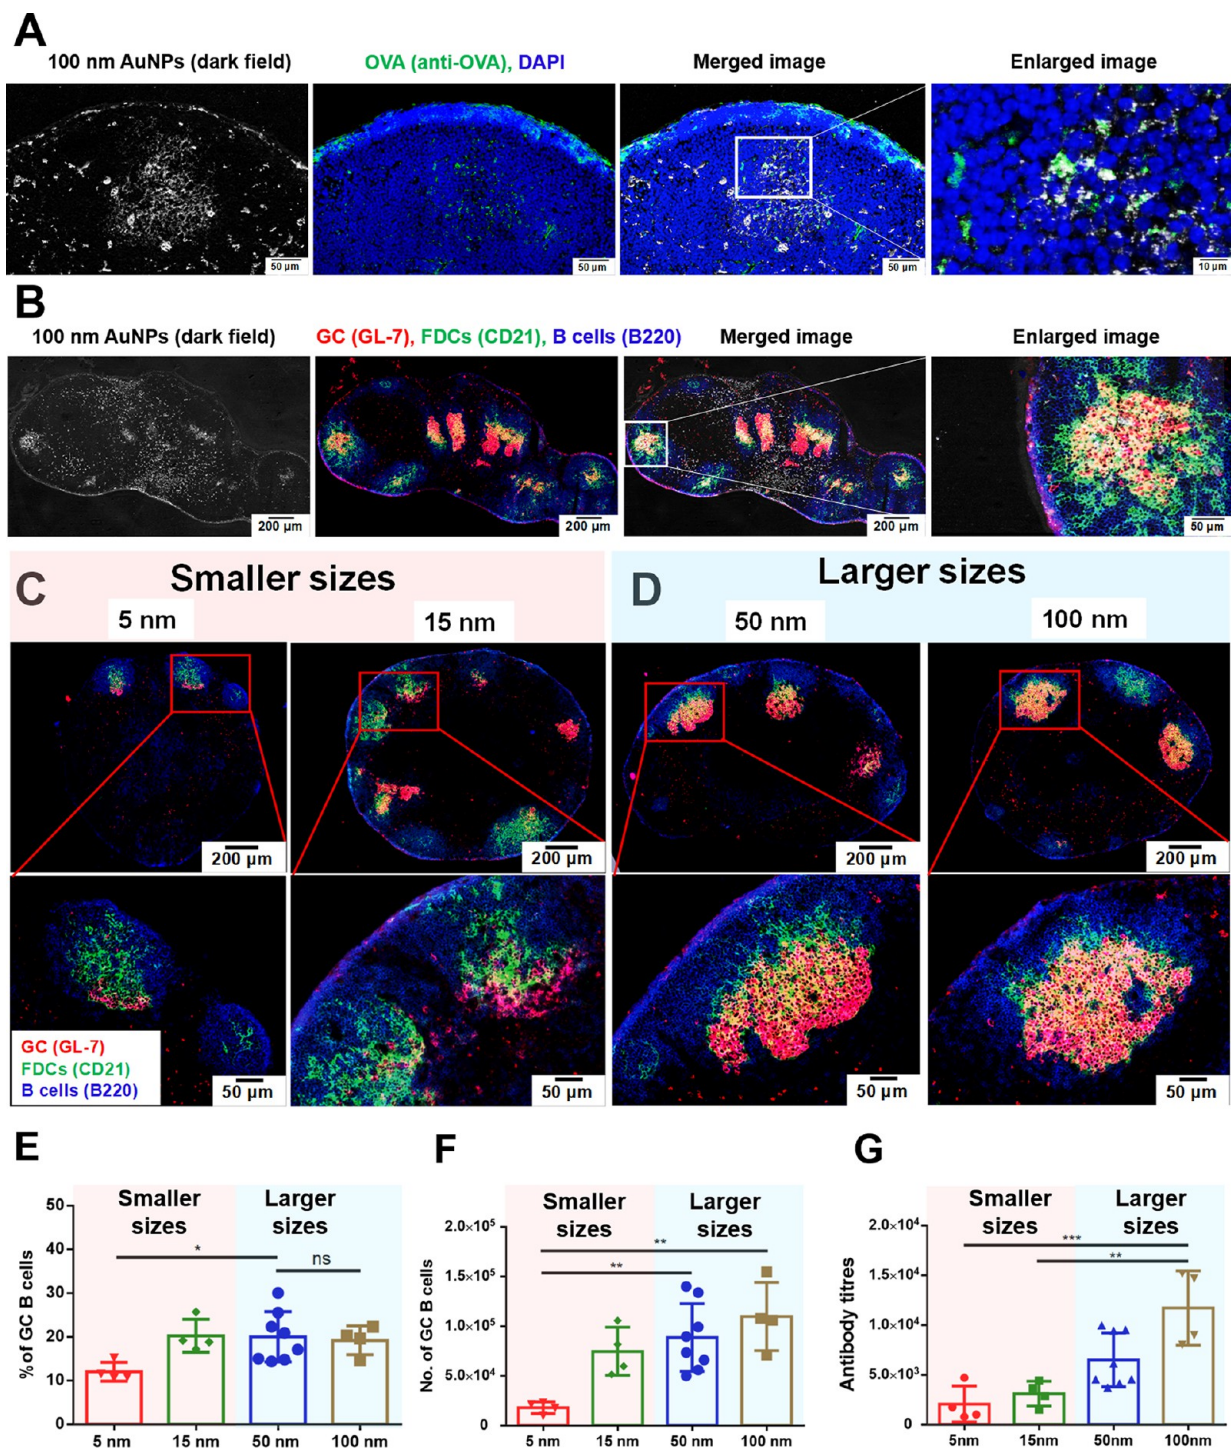 A
100 nm AuNPs (dark field)
OVA (anti-OVA), DAPI
Merged image
Enlarged image
50 µm
50 µm
50 µm
10 µm
B
100 nm AuNPs (dark field)
GC (GL-7), FDCs (CD21), B cells (B220)
Merged image
Enlarged image
200 µm
200 µm
200 µm
50 µm
C
Smaller sizes
D
Larger sizes
5 nm
15 nm
50 nm
100 nm
200 µm
200 µm
200 µm
200 µm
GC (GL-7)
FDCs (CD21)
B cells (B220)
50 µm
50 µm
50 µm
50 µm
E
Smaller
sizes
Larger
sizes
% of GC B cells
50
40
30
20
10
0
*
ns
5 nm
15 nm
50 nm
100 nm
F
Smaller
sizes
Larger
sizes
No. of GC B cells
2.0×10⁵
1.5×10⁵
1.0×10⁵
5.0×10⁴
0
**
**
5 nm
15 nm
50 nm
100 nm
G
Smaller
sizes
Larger
sizes
Antibody titres
2.0×10⁴
1.5×10⁴
1.0×10⁴
5.0×10³
0
***
**
5nm
15nm
50nm
100nm